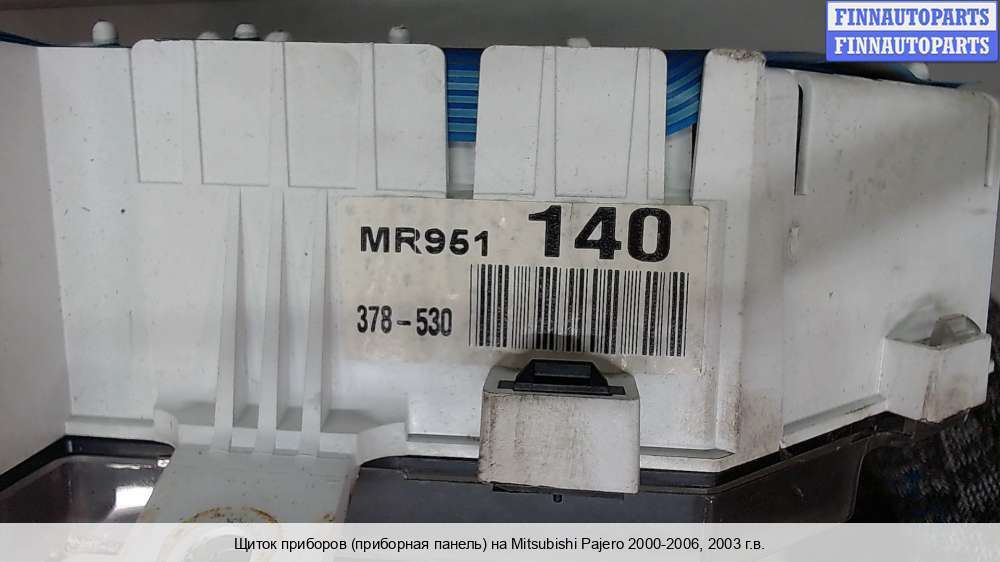 FINNAUTOPARTS
FINNAUTOPARTS
MR951 140
378-530
Щиток приборов (приборная панель) на Mitsubishi Pajero 2000-2006, 2003 г.в.